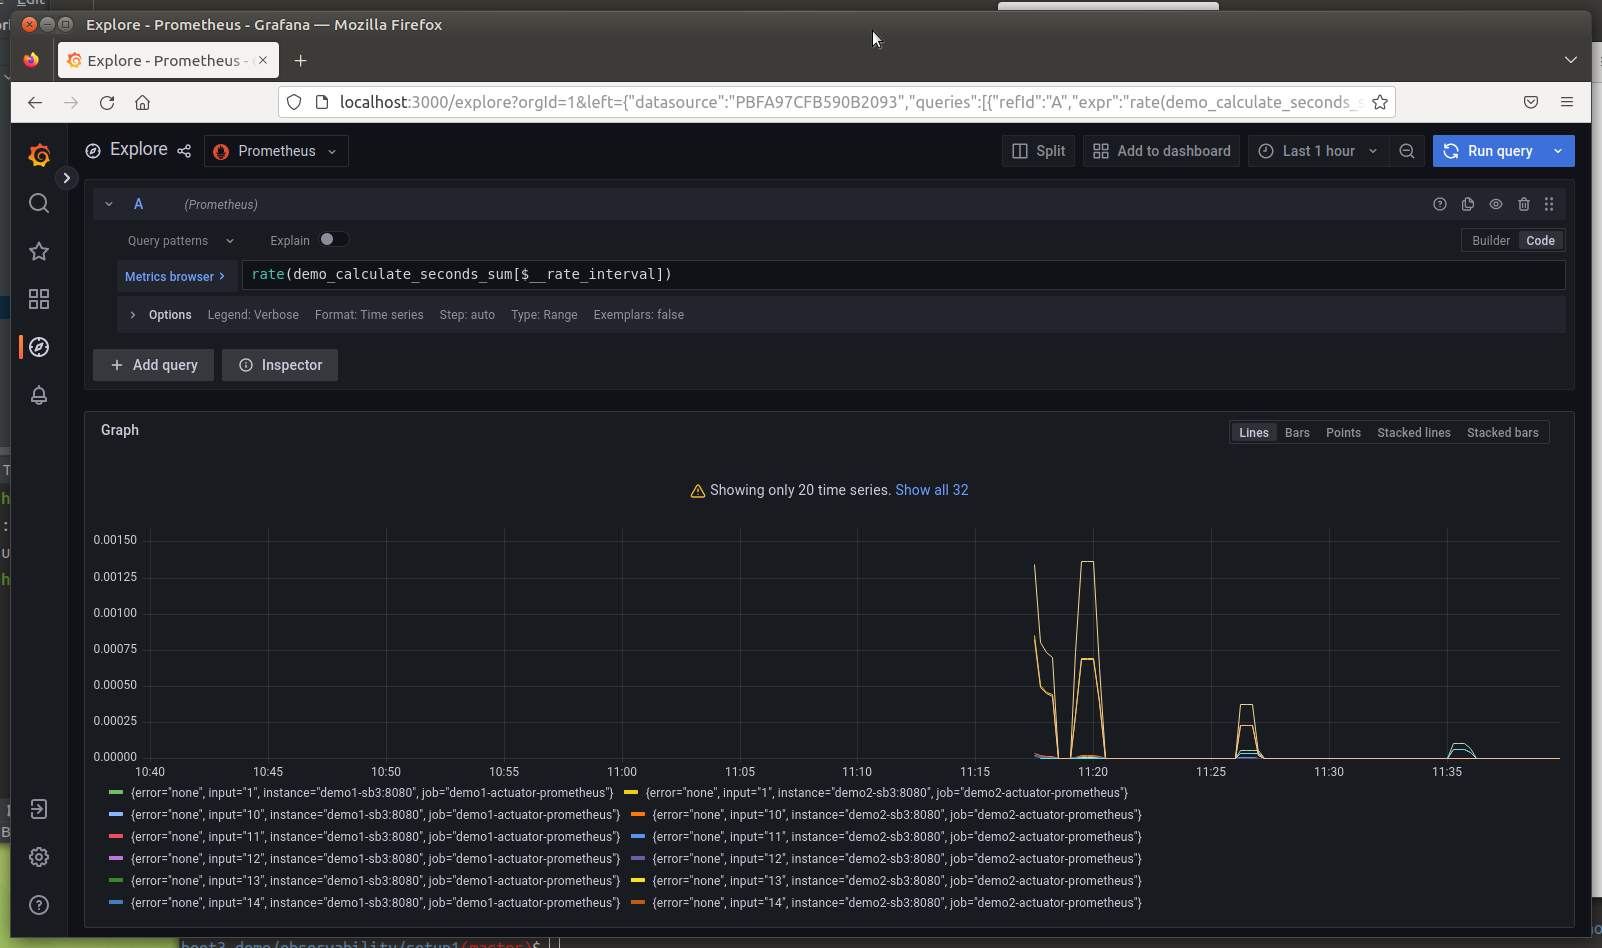 Edit
Explore - Prometheus - Grafana — Mozilla Firefox
Explore - Prometheus -
localhost:3000/explore?orgId=1&left={"datasource":"PBFA97CFB590B2093","queries":[{"refId":"A","expr":"rate(demo_calculate_seconds_s
Explore Prometheus Split Add to dashboard Last 1 hour Run query
A (Prometheus)
Query patterns Explain Builder Code
Metrics browser > rate(demo_calculate_seconds_sum[$__rate_interval])
> Options Legend: Verbose Format: Time series Step: auto Type: Range Exemplars: false
+ Add query Inspector
Graph Lines Bars Points Stacked lines Stacked bars
Showing only 20 time series. Show all 32
0.00150
0.00125
0.00100
0.00075
0.00050
0.00025
0.00000
10:40 10:45 10:50 10:55 11:00 11:05 11:10 11:15 11:20 11:25 11:30 11:35
{error="none", input="1", instance="demo1-sb3:8080", job="demo1-actuator-prometheus"} {error="none", input="1", instance="demo2-sb3:8080", job="demo2-actuator-prometheus"}
{error="none", input="10", instance="demo1-sb3:8080", job="demo1-actuator-prometheus"} {error="none", input="10", instance="demo2-sb3:8080", job="demo2-actuator-prometheus"}
{error="none", input="11", instance="demo1-sb3:8080", job="demo1-actuator-prometheus"} {error="none", input="11", instance="demo2-sb3:8080", job="demo2-actuator-prometheus"}
{error="none", input="12", instance="demo1-sb3:8080", job="demo1-actuator-prometheus"} {error="none", input="12", instance="demo2-sb3:8080", job="demo2-actuator-prometheus"}
{error="none", input="13", instance="demo1-sb3:8080", job="demo1-actuator-prometheus"} {error="none", input="13", instance="demo2-sb3:8080", job="demo2-actuator-prometheus"}
{error="none", input="14", instance="demo1-sb3:8080", job="demo1-actuator-prometheus"} {error="none", input="14", instance="demo2-sb3:8080", job="demo2-actuator-prometheus"}
boot3-demo/observability/setup1(master)$